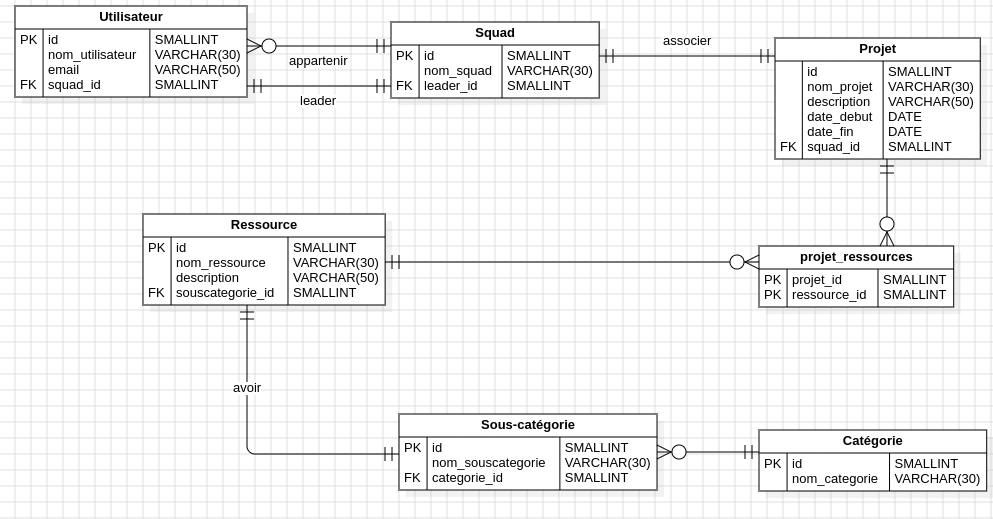 Utilisateur
PK id SMALLINT
nom_utilisateur VARCHAR(30)
email VARCHAR(50)
FK squad_id SMALLINT
appartenir
leader
Squad
PK id SMALLINT
nom_squad VARCHAR(30)
FK leader_id SMALLINT
associer
Projet
id SMALLINT
nom_projet VARCHAR(30)
description VARCHAR(50)
date_debut DATE
date_fin DATE
FK squad_id SMALLINT
Ressource
PK id SMALLINT
nom_ressource VARCHAR(30)
description VARCHAR(50)
FK souscategorie_id SMALLINT
projet_ressources
PK projet_id SMALLINT
PK ressource_id SMALLINT
avoir
Sous-catégorie
PK id SMALLINT
nom_souscategorie VARCHAR(30)
FK categorie_id SMALLINT
Catégorie
PK id SMALLINT
nom_categorie VARCHAR(30)